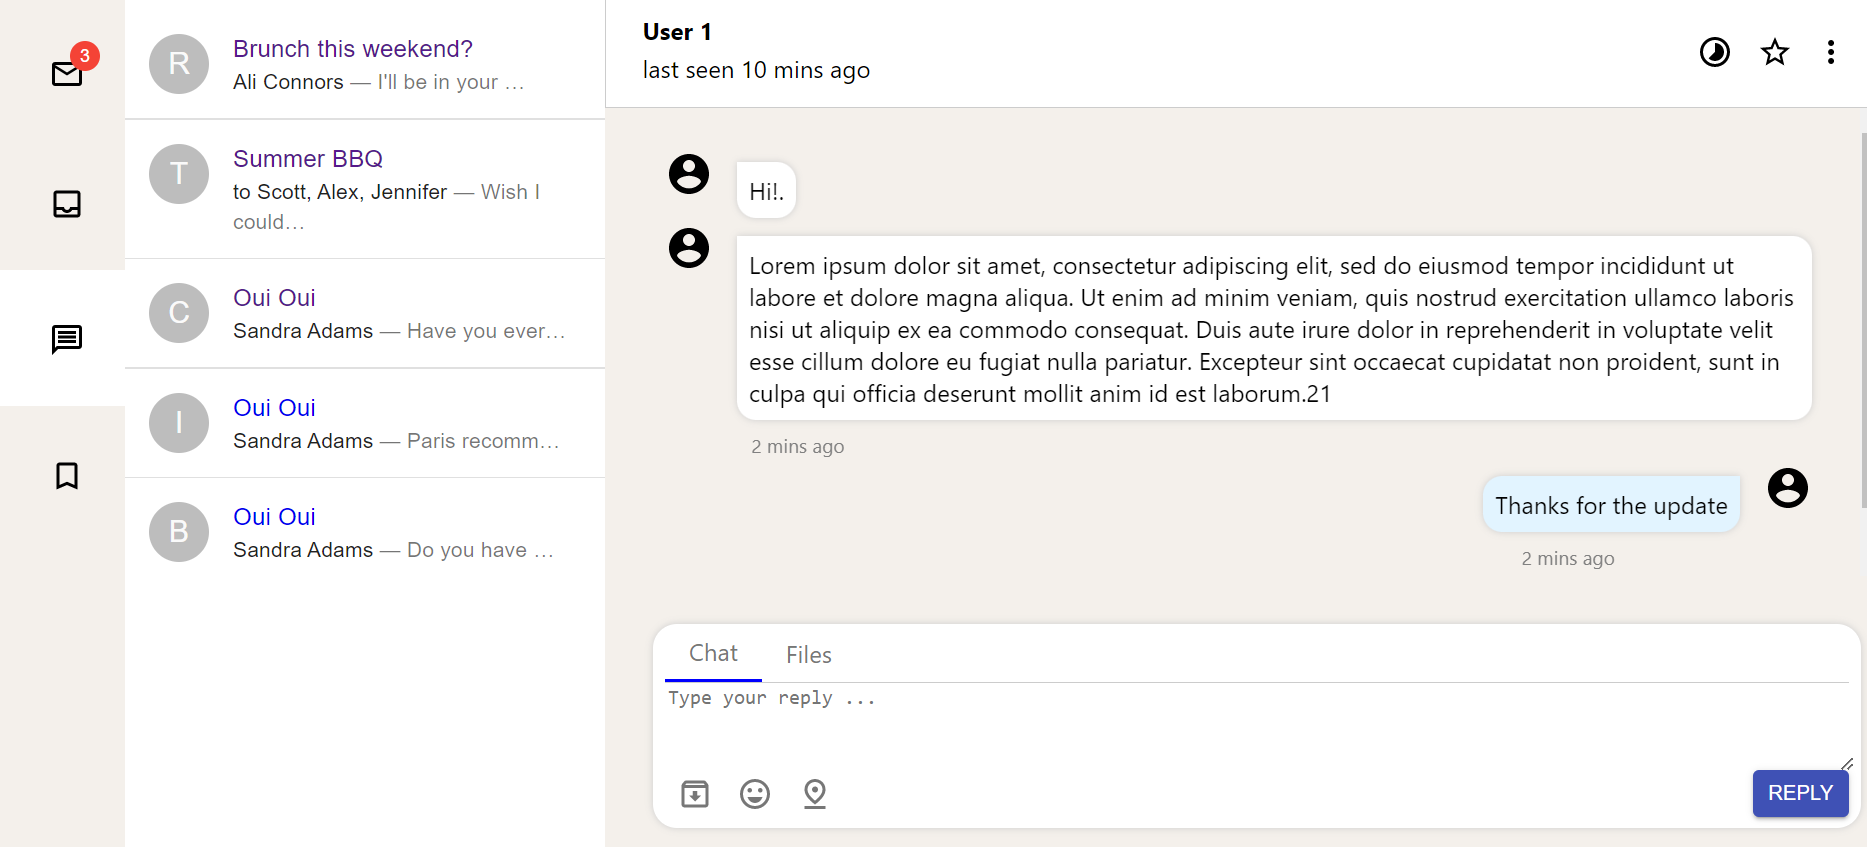 3
R
Brunch this weekend?
Ali Connors — I'll be in your …
T
Summer BBQ
to Scott, Alex, Jennifer — Wish I
could…
C
Oui Oui
Sandra Adams — Have you ever…
I
Oui Oui
Sandra Adams — Paris recomm…
B
Oui Oui
Sandra Adams — Do you have …
User 1
last seen 10 mins ago
Hi!.
Lorem ipsum dolor sit amet, consectetur adipiscing elit, sed do eiusmod tempor incididunt ut
labore et dolore magna aliqua. Ut enim ad minim veniam, quis nostrud exercitation ullamco laboris
nisi ut aliquip ex ea commodo consequat. Duis aute irure dolor in reprehenderit in voluptate velit
esse cillum dolore eu fugiat nulla pariatur. Excepteur sint occaecat cupidatat non proident, sunt in
culpa qui officia deserunt mollit anim id est laborum.21
2 mins ago
Thanks for the update
2 mins ago
Chat Files
Type your reply ...
REPLY